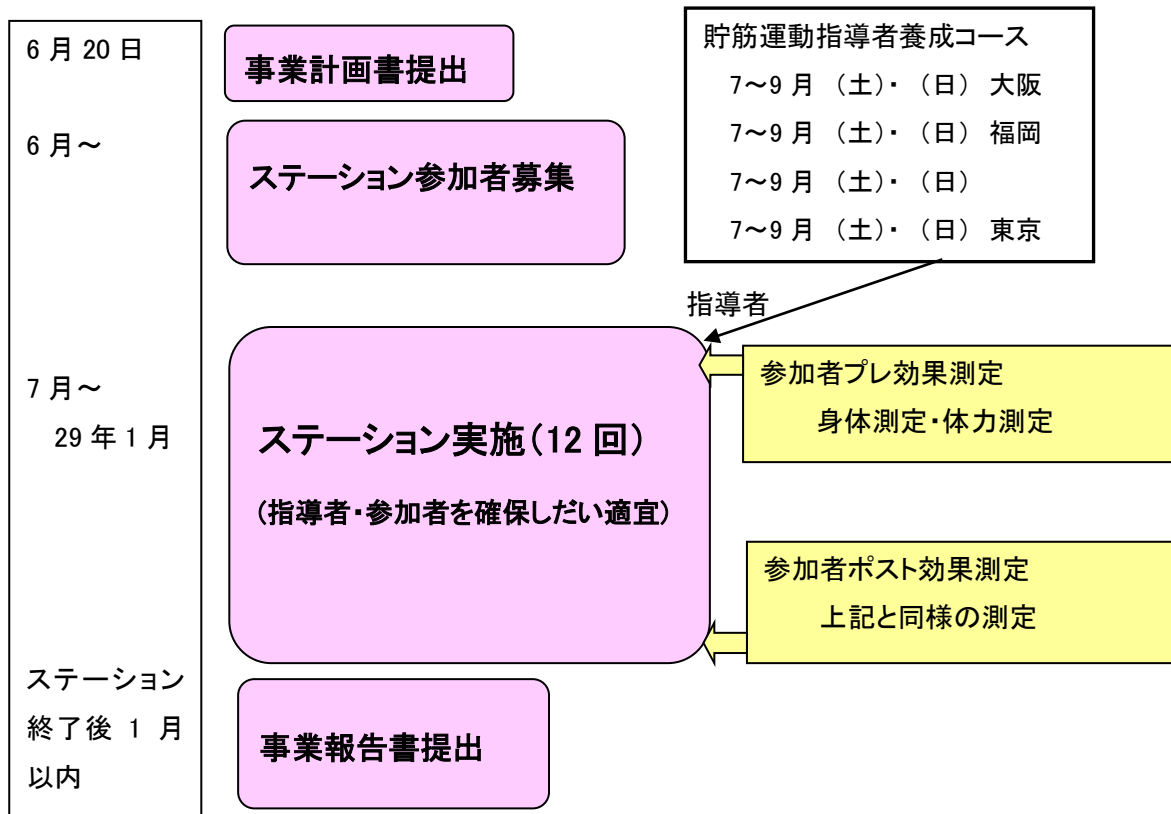 6月20日
事業計画書提出
6月～
ステーション参加者募集
貯筋運動指導者養成コース
7～9月 （土）・ （日） 大阪
7～9月 （土）・ （日） 福岡
7～9月 （土）・ （日）
7～9月 （土）・ （日） 東京
指導者
7月～
29年1月
ステーション実施（12回）
（指導者・参加者を確保しだい適宜）
参加者プレ効果測定
身体測定・体力測定
参加者ポスト効果測定
上記と同様の測定
ステーション
終了後 1 月
以内
事業報告書提出